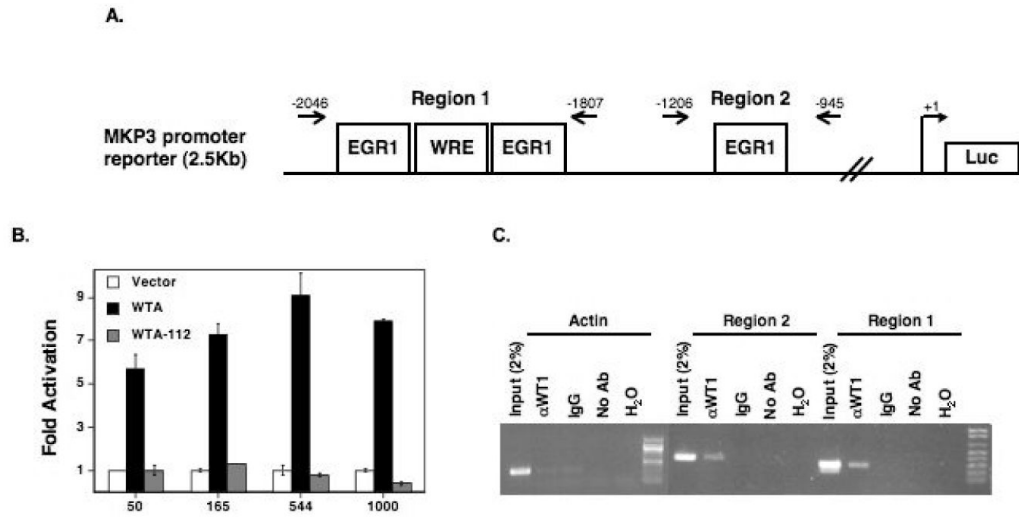 A.
Region 1
Region 2
-2046
-1807
-1206
-945
+1
MKP3 promoter
reporter (2.5Kb)
EGR1
WRE
EGR1
EGR1
Luc
B.
Fold Activation
9
7
5
3
1
Vector
WTA
WTA-112
50
165
544
1000
C.
Actin
Region 2
Region 1
Input (2%)
αWT1
IgG
No Ab
H₂O
Input (2%)
αWT1
IgG
No Ab
H₂O
Input (2%)
αWT1
IgG
No Ab
H₂O